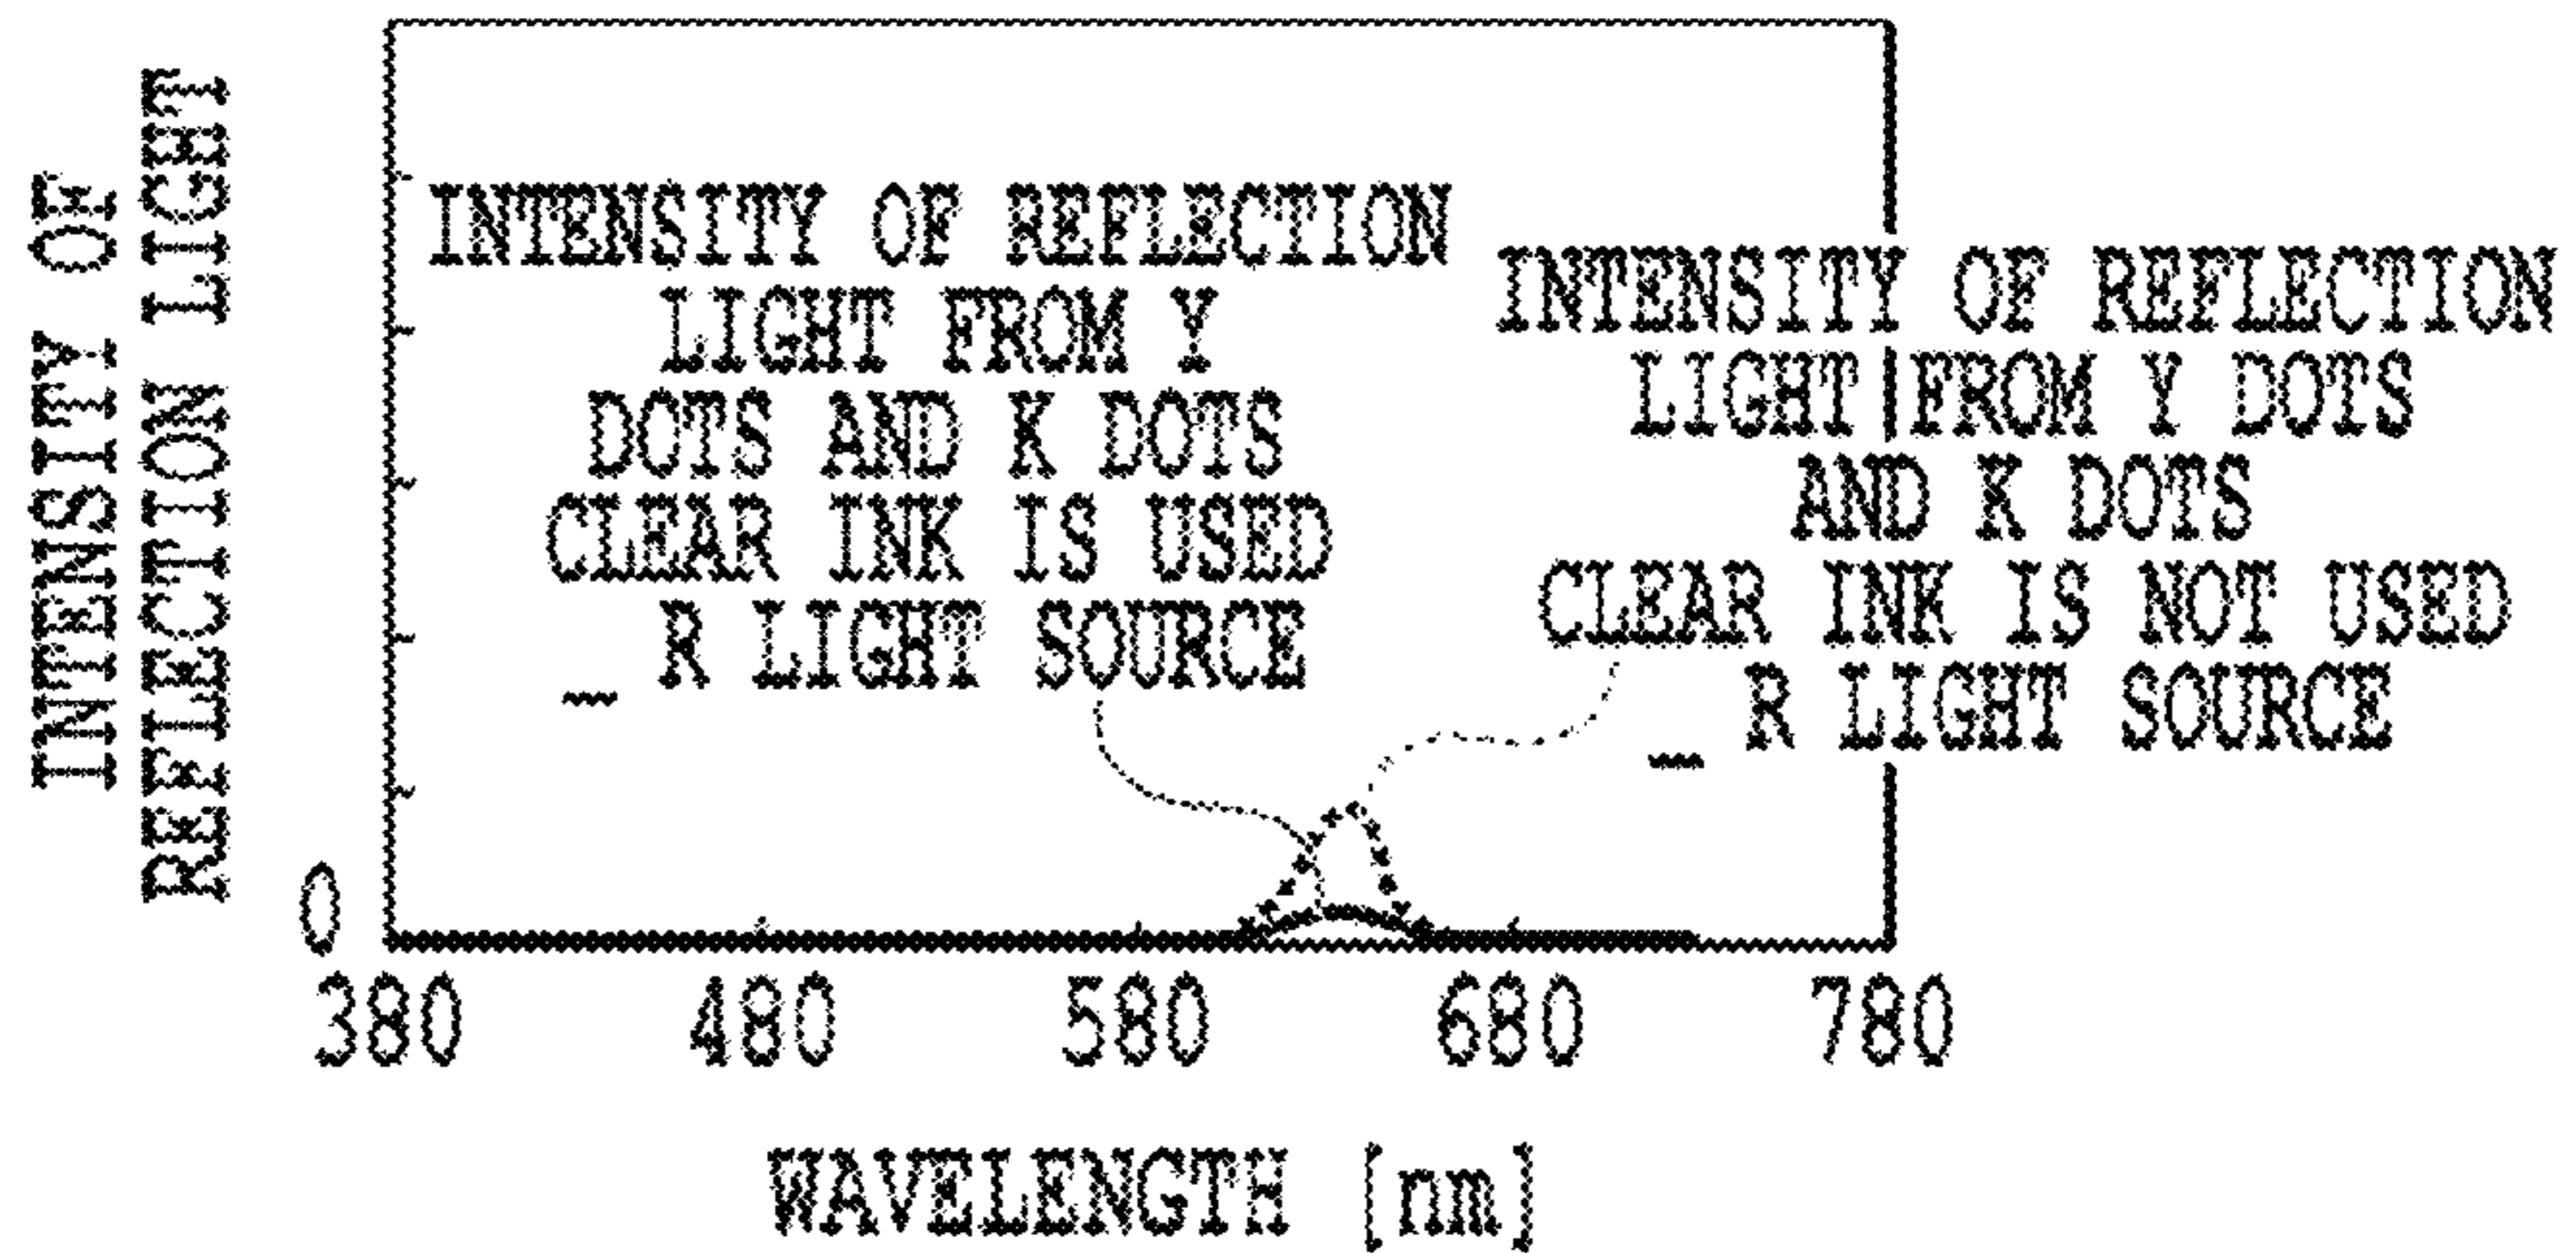 INTENSITY OF
REFLECTION LIGHT
INTENSITY OF REFLECTION
LIGHT FROM Y
DOTS AND K DOTS
CLEAR INK IS USED
_ R LIGHT SOURCE
INTENSITY OF REFLECTION
LIGHT FROM Y DOTS
AND K DOTS
CLEAR INK IS NOT USED
_ R LIGHT SOURCE
0
380 480 580 680 780
WAVELENGTH [nm]